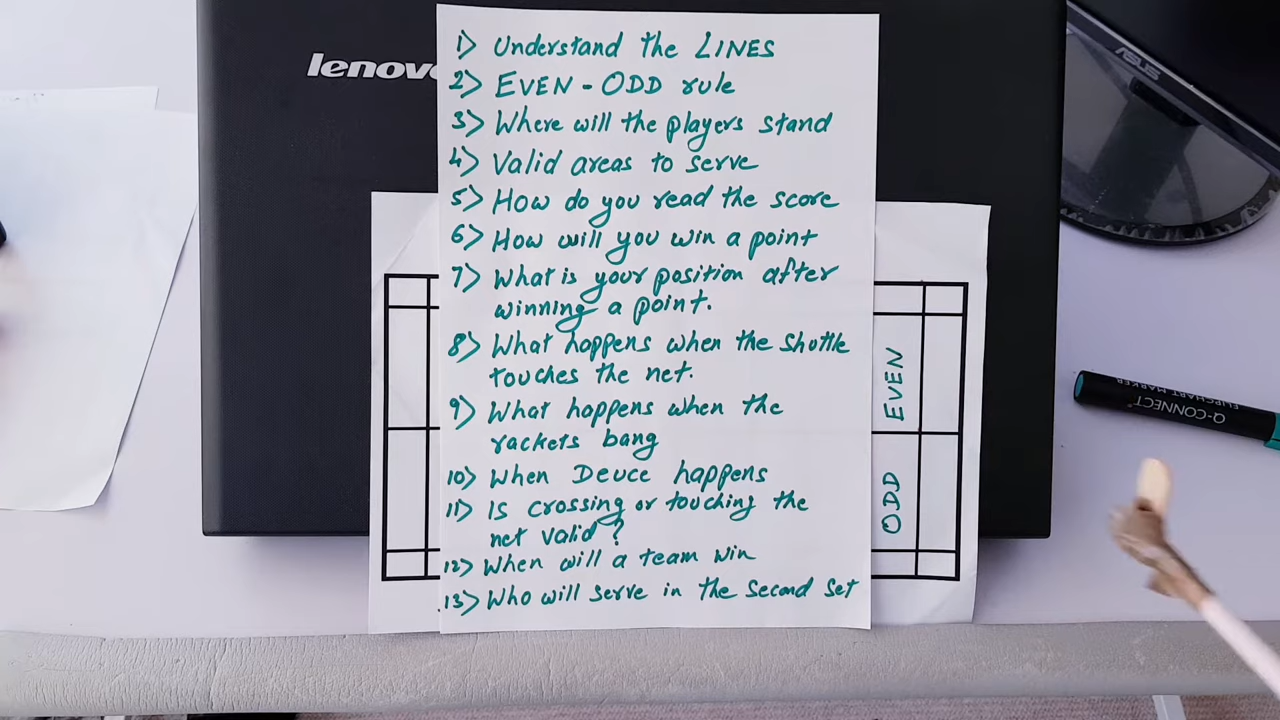 1) Understand the LINES
2) EVEN - ODD rule
3) Where will the players stand
4) Valid areas to serve
5) How do you read the score
6) How will you win a point
7) What is your position after
winning a point.
8) What happens when the shuttle
touches the net.
9) What happens when the
rackets bang
10) When Deuce happens
11) Is crossing or touching the
net valid?
12) When will a team win
13) Who will serve in the second set
lenovo
ASUS
EVEN
ODD
Q-CONNECT
FLIPCHART MARKER